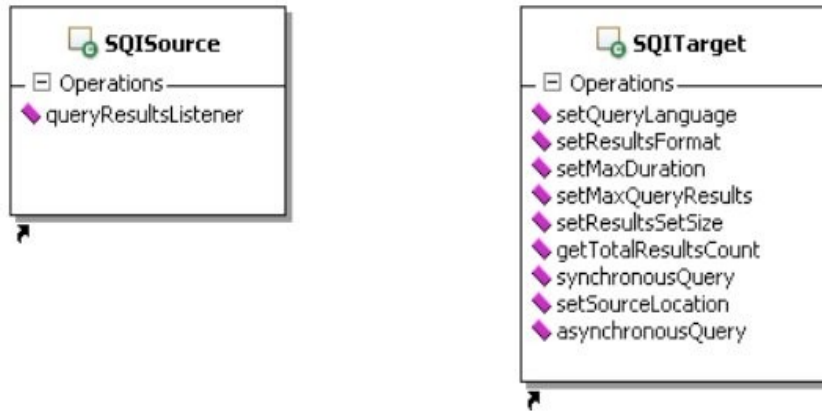 SQISource
Operations
queryResultsListener
SQITarget
Operations
setQueryLanguage
setResultsFormat
setMaxDuration
setMaxQueryResults
setResultsSetSize
getTotalResultsCount
synchronousQuery
setSourceLocation
asynchronousQuery